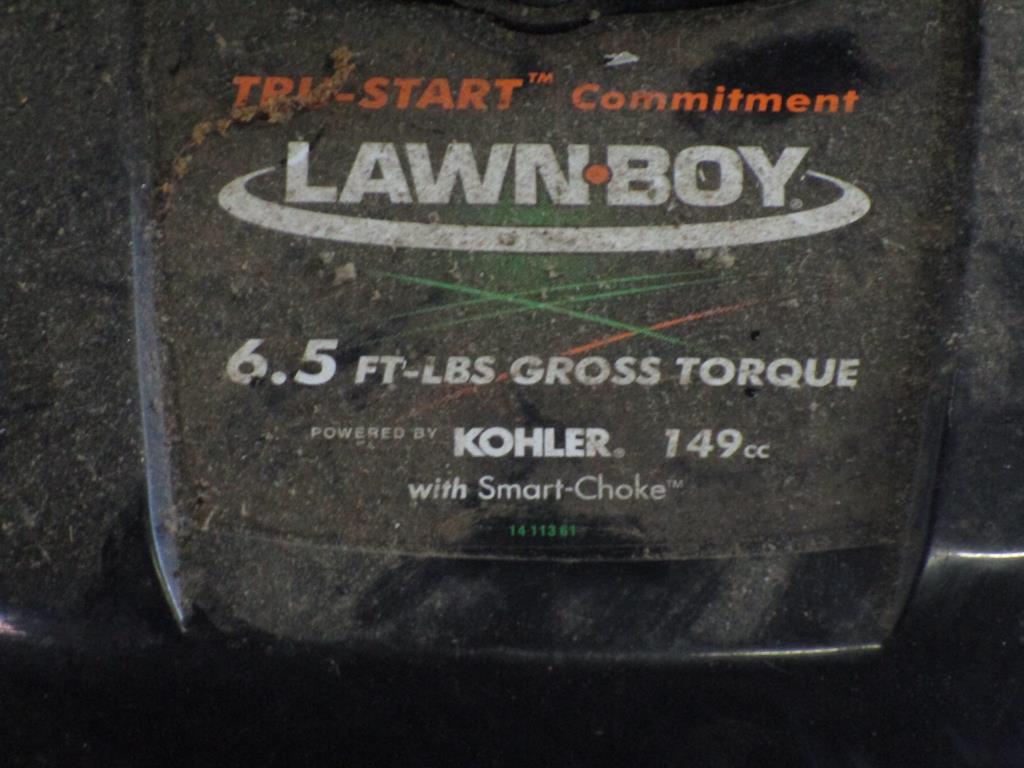 TRU-START™ Commitment
LAWN•BOY®
6.5 FT-LBS GROSS TORQUE
POWERED BY KOHLER® 149cc
with Smart-Choke™
14 113 61